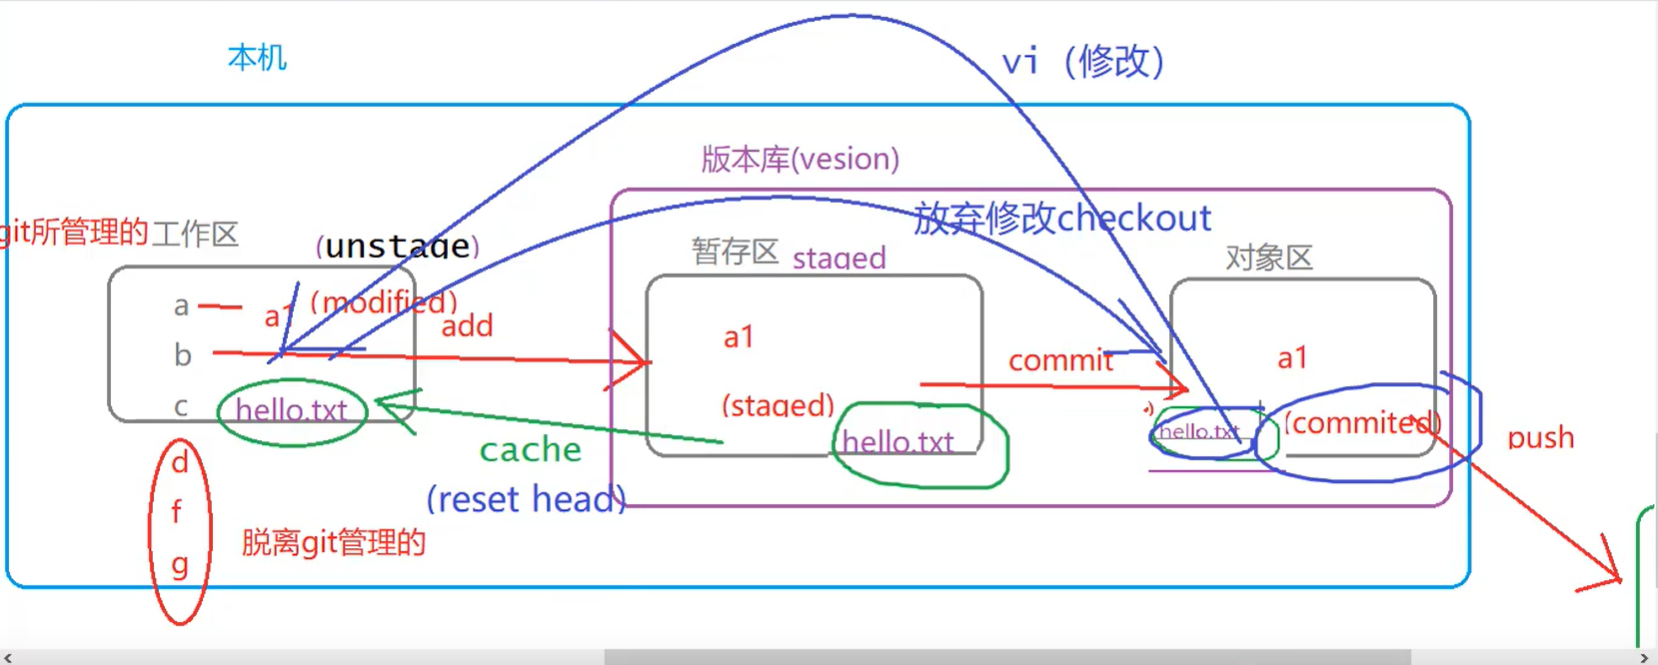 本机
vi (修改)
版本库(vesion)
git所管理的 工作区
(unstage)
放弃修改checkout
暂存区 staged
对象区
a
a1
(modified)
add
b
c
hello.txt
a1
(staged)
hello.txt
commit
a1
(commited)
hello.txt
push
cache
(reset head)
d
f
g
脱离git管理的